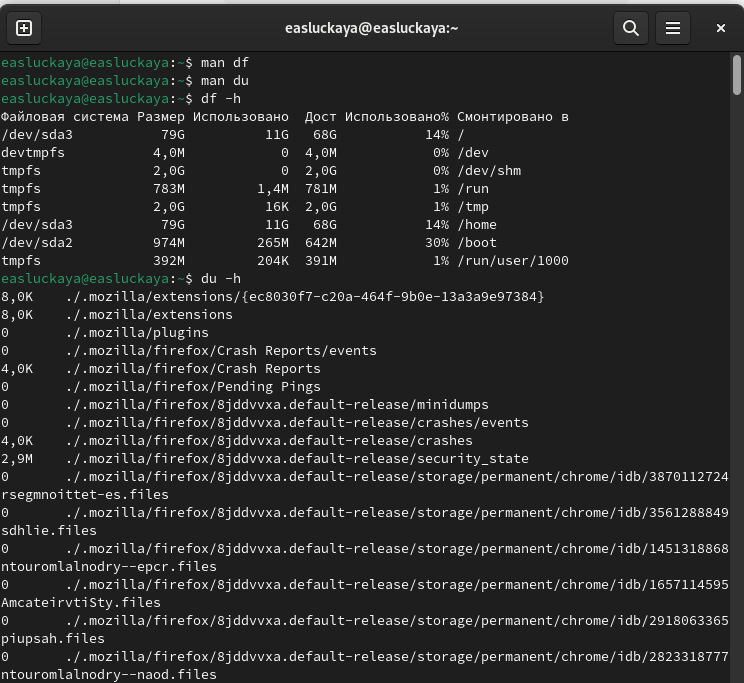 easluckaya@easluckaya:~
easluckaya@easluckaya:~$ man df
easluckaya@easluckaya:~$ man du
easluckaya@easluckaya:~$ df -h
Файловая система Размер Использовано  Дост Использовано% Смонтировано в
/dev/sda3           79G          11G   68G           14% /
devtmpfs           4,0M            0  4,0M            0% /dev
tmpfs              2,0G            0  2,0G            0% /dev/shm
tmpfs              783M         1,4M  781M            1% /run
tmpfs              2,0G          16K  2,0G            1% /tmp
/dev/sda3           79G          11G   68G           14% /home
/dev/sda2          974M         265M  642M           30% /boot
tmpfs              392M         204K  391M            1% /run/user/1000
easluckaya@easluckaya:~$ du -h
8,0K    ./.mozilla/extensions/{ec8030f7-c20a-464f-9b0e-13a3a9e97384}
8,0K    ./.mozilla/extensions
0       ./.mozilla/plugins
0       ./.mozilla/firefox/Crash Reports/events
4,0K    ./.mozilla/firefox/Crash Reports
0       ./.mozilla/firefox/Pending Pings
0       ./.mozilla/firefox/8jddvvxa.default-release/minidumps
0       ./.mozilla/firefox/8jddvvxa.default-release/crashes/events
4,0K    ./.mozilla/firefox/8jddvvxa.default-release/crashes
2,9M    ./.mozilla/firefox/8jddvvxa.default-release/security_state
0       ./.mozilla/firefox/8jddvvxa.default-release/storage/permanent/chrome/idb/3870112724
rsegmnoittet-es.files
0       ./.mozilla/firefox/8jddvvxa.default-release/storage/permanent/chrome/idb/3561288849
sdhlie.files
0       ./.mozilla/firefox/8jddvvxa.default-release/storage/permanent/chrome/idb/1451318868
ntouromlalnodry--epcr.files
0       ./.mozilla/firefox/8jddvvxa.default-release/storage/permanent/chrome/idb/1657114595
AmcateirvtiSty.files
0       ./.mozilla/firefox/8jddvvxa.default-release/storage/permanent/chrome/idb/2918063365
piupsah.files
0       ./.mozilla/firefox/8jddvvxa.default-release/storage/permanent/chrome/idb/2823318777
ntouromlalnodry--naod.files